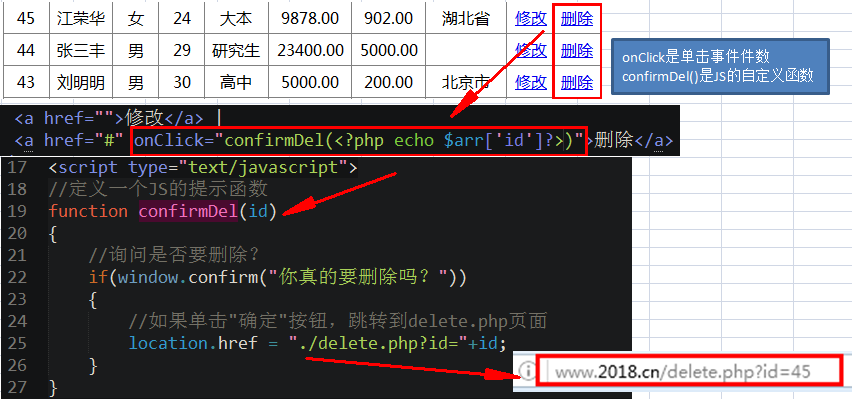 45 江荣华 女 24 大本 9878.00 902.00 湖北省 修改 删除
44 张三丰 男 29 研究生 23400.00 5000.00 修改 删除
43 刘明明 男 30 高中 5000.00 200.00 北京市 修改 删除
onClick是单击事件件数
confirmDel()是JS的自定义函数
<a href="">修改</a> |
<a href="#" onClick="confirmDel(<?php echo $arr['id']?>)">删除</a>
17 <script type="text/javascript">
18 //定义一个JS的提示函数
19 function confirmDel(id)
20 {
21 //询问是否要删除?
22 if(window.confirm("你真的要删除吗？"))
23 {
24 //如果单击"确定"按钮，跳转到delete.php页面
25 location.href = "./delete.php?id="+id;
26 }
27 }
www.2018.cn/delete.php?id=45